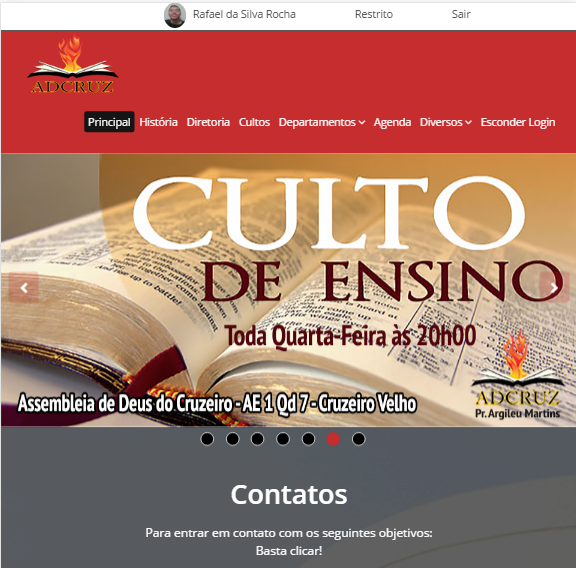 Rafael da Silva Rocha Restrito Sair
ADCRUZ
Principal História Diretoria Cultos Departamentos Agenda Diversos Esconder Login
CULTO
DE ENSINO
Toda Quarta-Feira às 20h00
Assembleia de Deus do Cruzeiro - AE 1 Qd 7 - Cruzeiro Velho
ADCRUZ
Pr. Argileu Martins
Contatos
Para entrar em contato com os seguintes objetivos:
Basta clicar!